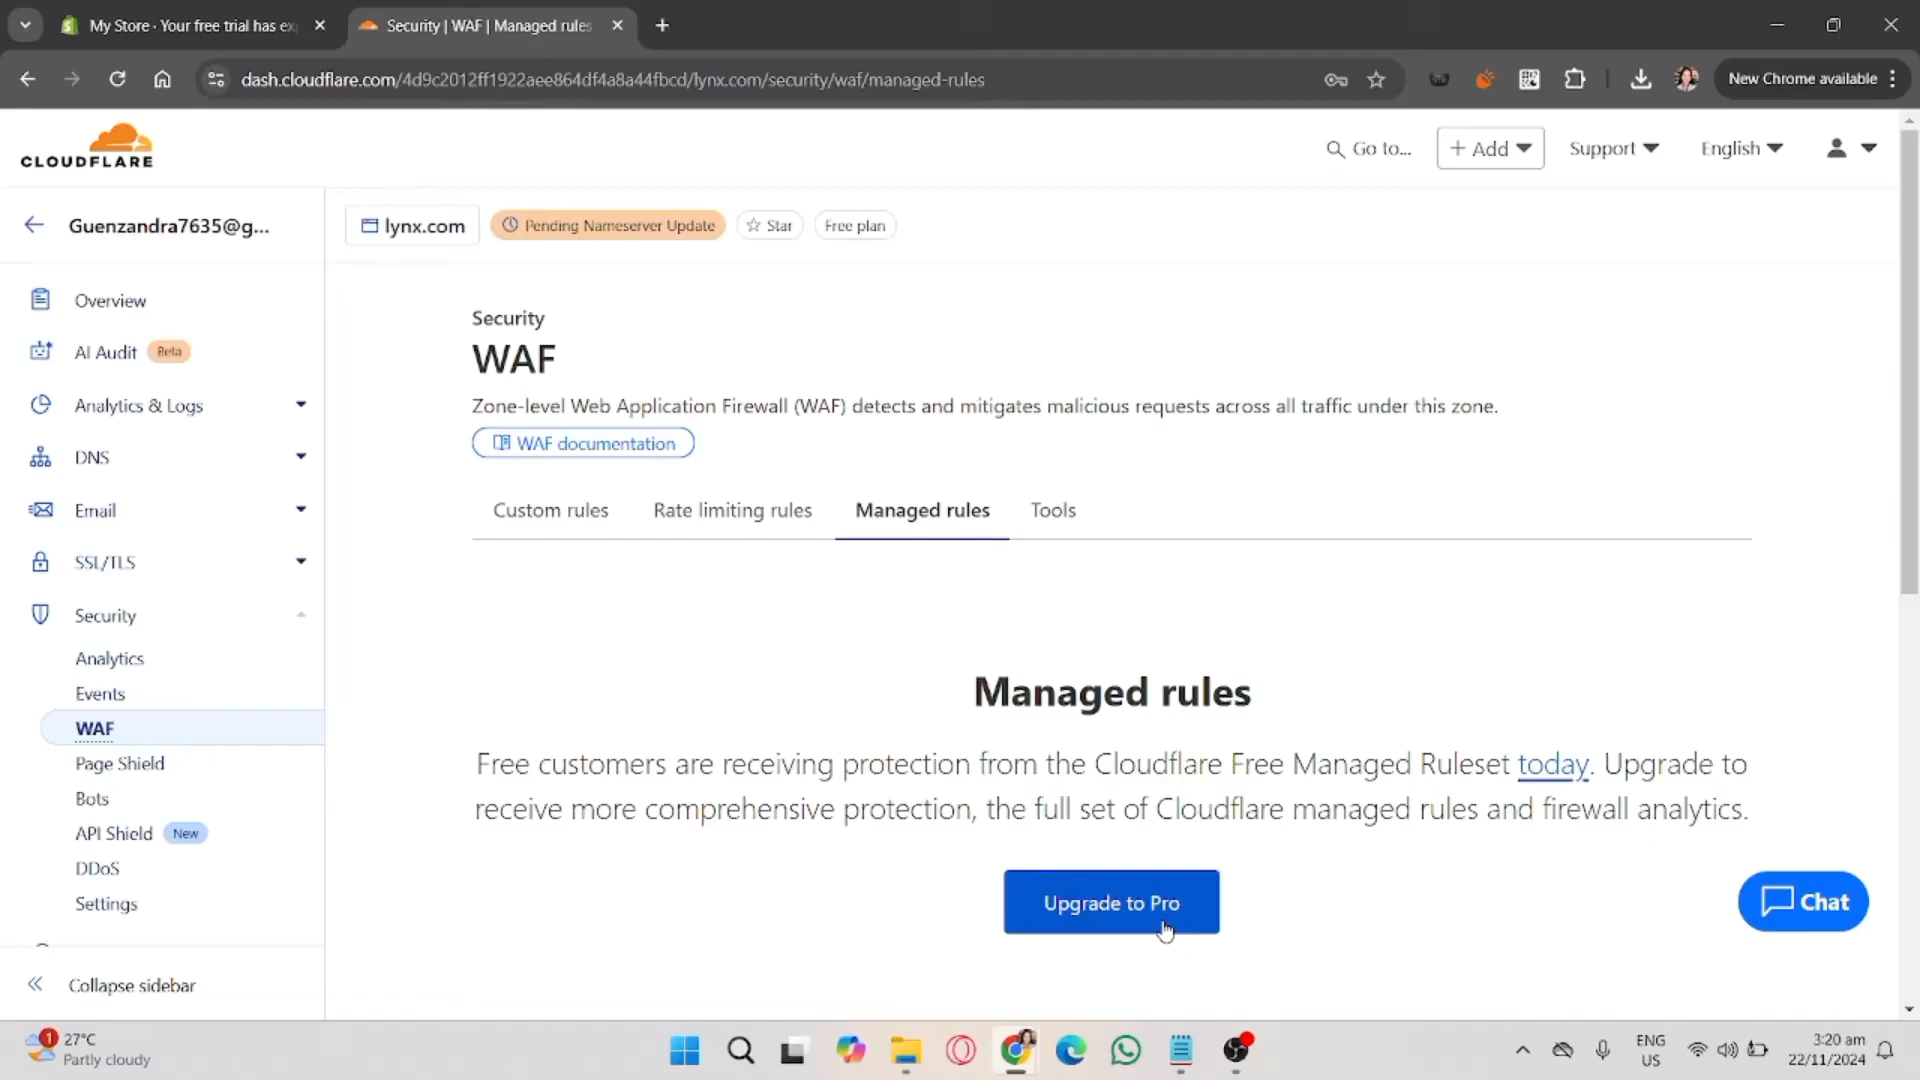 My Store · Your free trial has ex
Security | WAF | Managed rules
dash.cloudflare.com/4d9c2012ff1922aee864df4a8a44fbcd/lynx.com/security/waf/managed-rules
New Chrome available
CLOUDFLARE
Go to...
+ Add
Support
English
Guenzandra7635@g...
lynx.com
Pending Nameserver Update
Star
Free plan
Overview
AI Audit Beta
Analytics & Logs
DNS
Email
SSL/TLS
Security
Analytics
Events
WAF
Page Shield
Bots
API Shield New
DDoS
Settings
Collapse sidebar
Security
WAF
Zone-level Web Application Firewall (WAF) detects and mitigates malicious requests across all traffic under this zone.
WAF documentation
Custom rules
Rate limiting rules
Managed rules
Tools
Managed rules
Free customers are receiving protection from the Cloudflare Free Managed Ruleset today. Upgrade to
receive more comprehensive protection, the full set of Cloudflare managed rules and firewall analytics.
Upgrade to Pro
Chat
1
27°C
Partly cloudy
ENG
US
3:20 am
22/11/2024